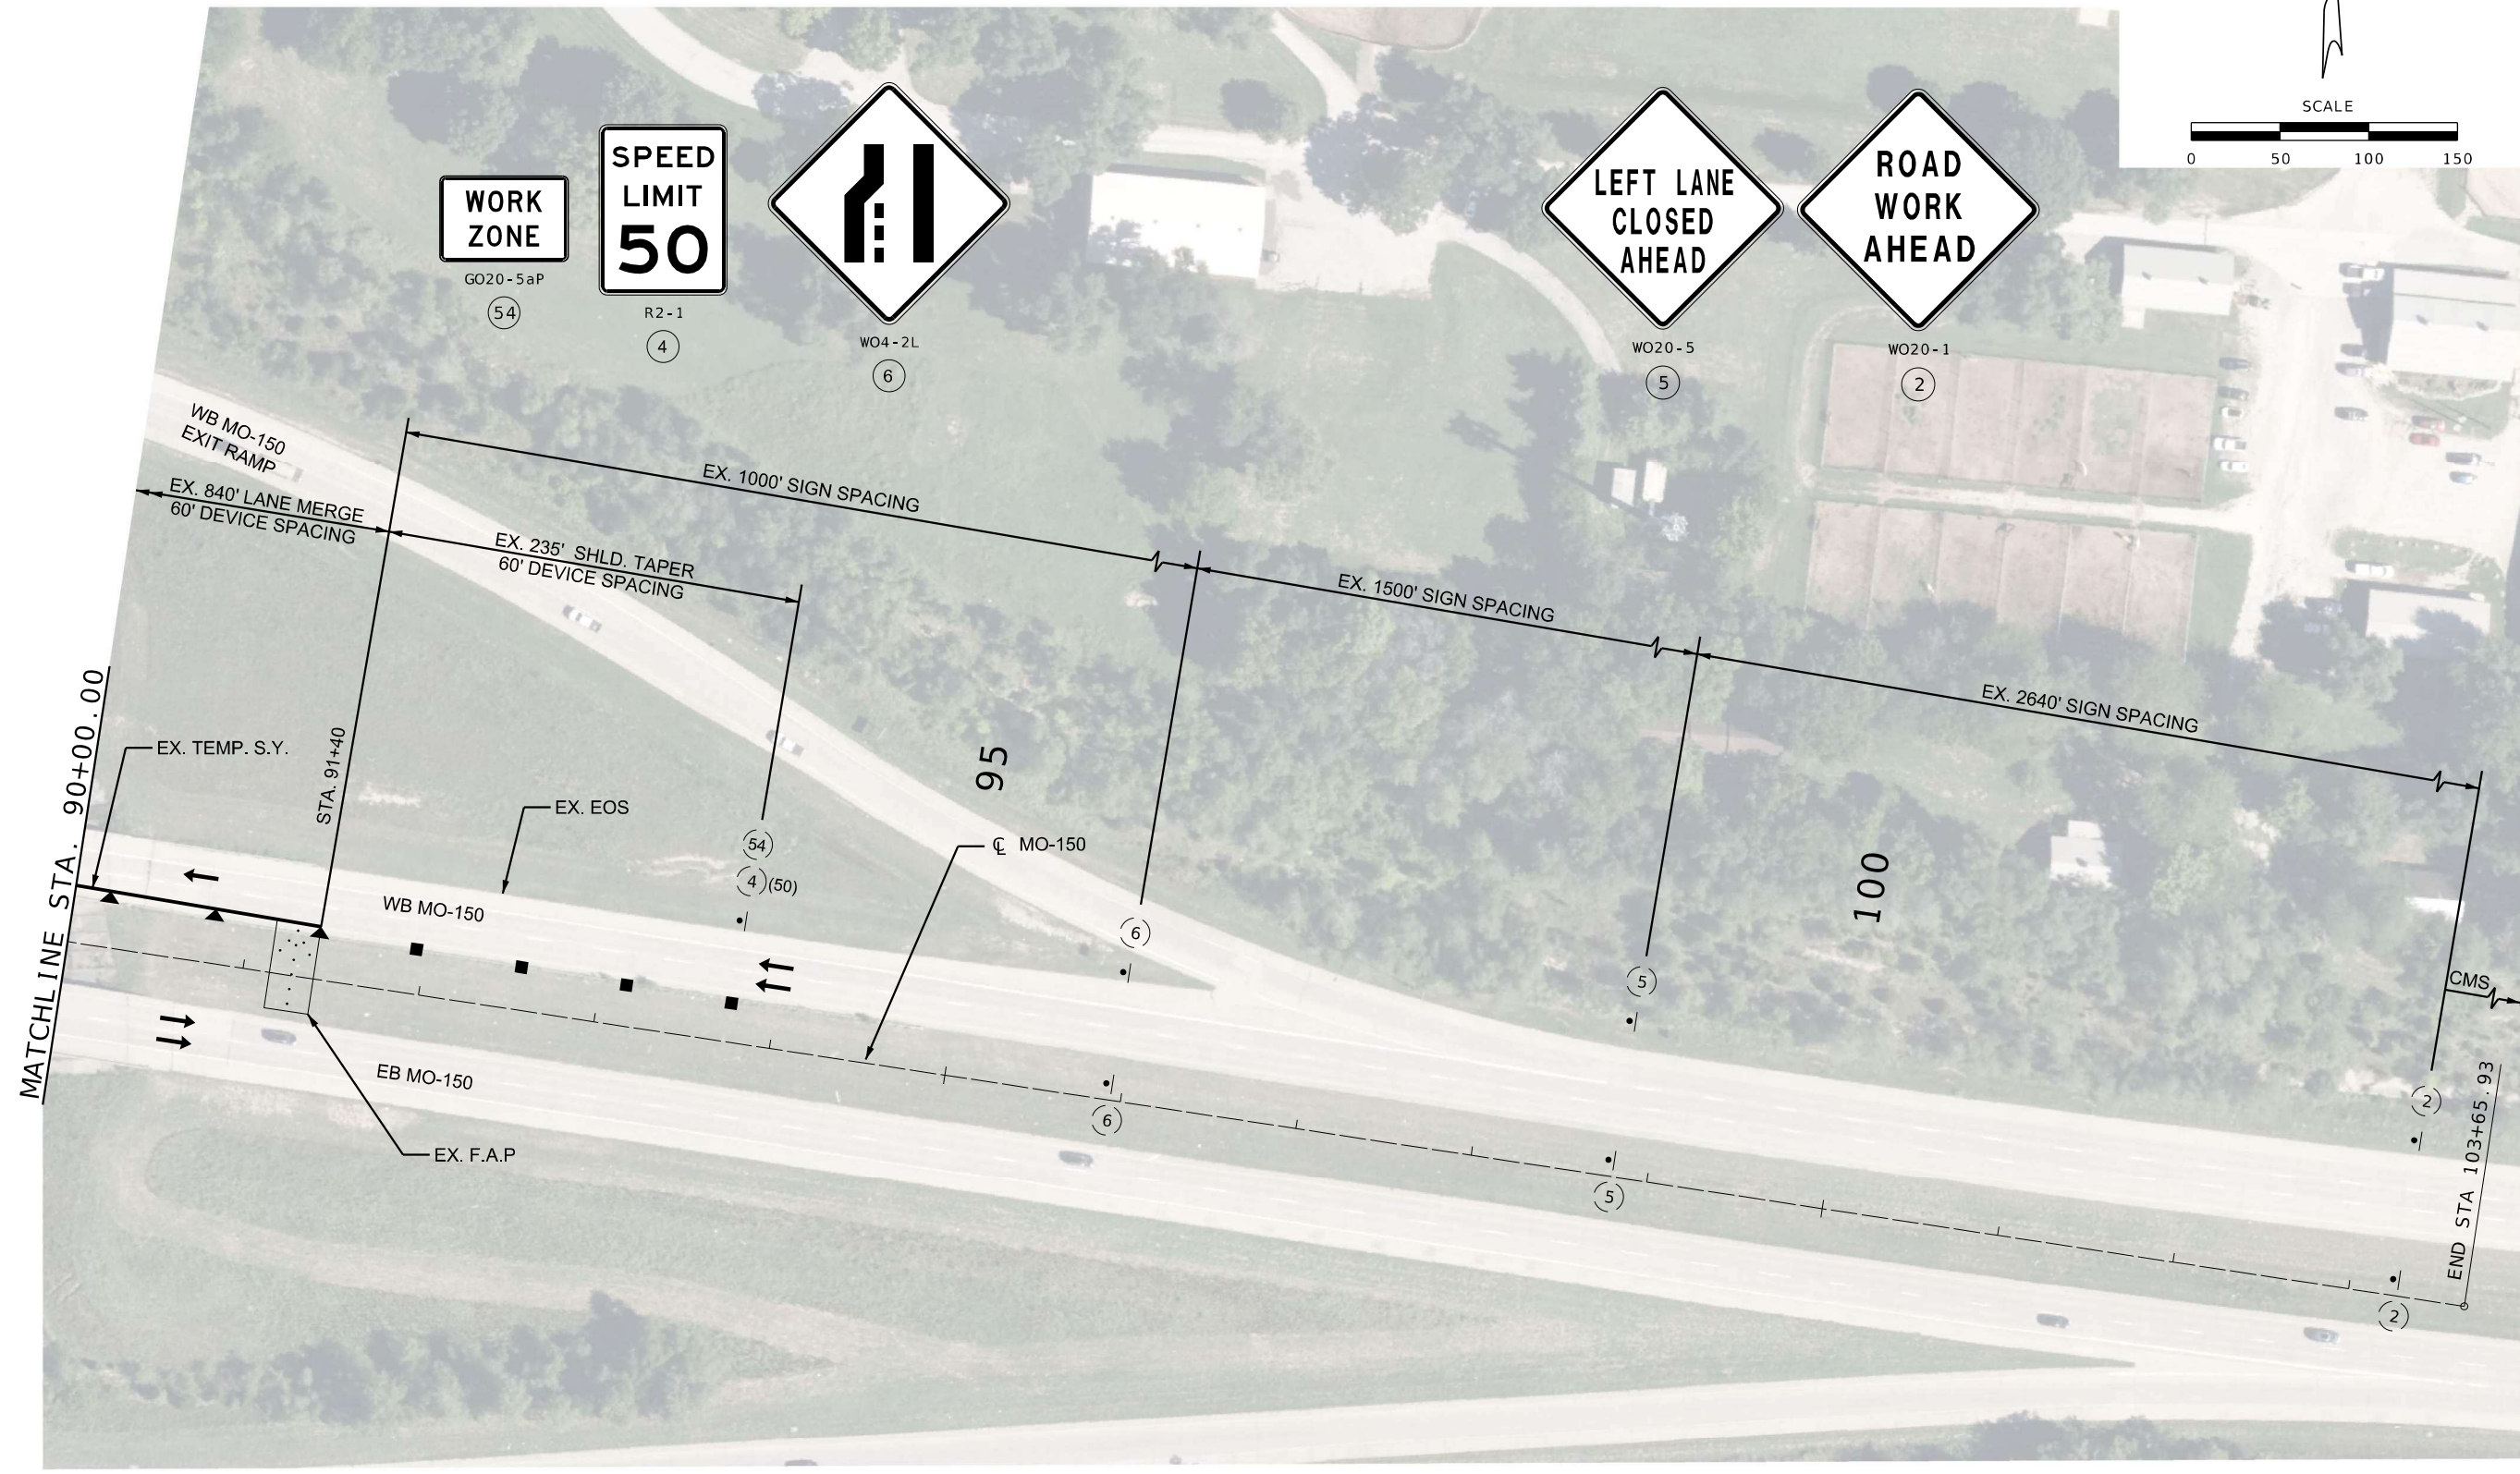 SCALE
0 50 100 150
WORK
ZONE
GO20-5aP
54
SPEED
LIMIT
50
R2-1
4
WO4-2L
6
LEFT LANE
CLOSED
AHEAD
WO20-5
5
ROAD
WORK
AHEAD
WO20-1
2
WB MO-150
EXIT RAMP
EX. 840' LANE MERGE
60' DEVICE SPACING
EX. 1000' SIGN SPACING
EX. 235' SHLD. TAPER
60' DEVICE SPACING
EX. 1500' SIGN SPACING
EX. 2640' SIGN SPACING
MATCHLINE STA. 90+00.00
EX. TEMP. S.Y.
STA. 91+40
EX. EOS
54
4 (50)
95
℄ MO-150
6
100
5
CMS
2
WB MO-150
EB MO-150
EX. F.A.P
6
5
2
END STA 103+65.93